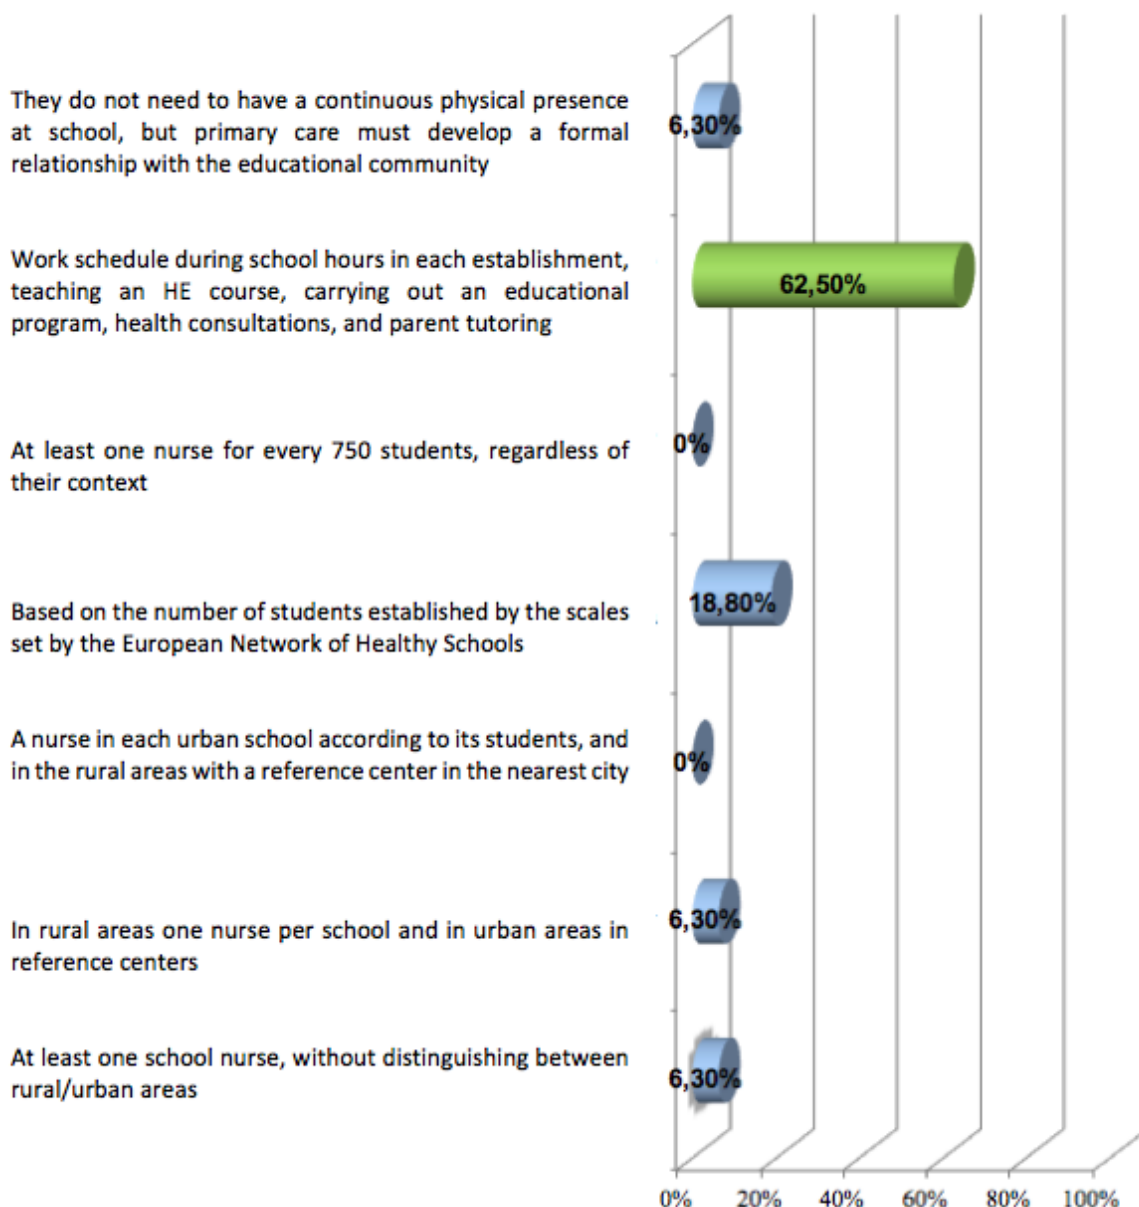 They do not need to have a continuous physical presence
at school, but primary care must develop a formal
relationship with the educational community
6,30%
Work schedule during school hours in each establishment,
teaching an HE course, carrying out an educational
program, health consultations, and parent tutoring
62,50%
At least one nurse for every 750 students, regardless of
their context
0%
Based on the number of students established by the scales
set by the European Network of Healthy Schools
18,80%
A nurse in each urban school according to its students, and
in the rural areas with a reference center in the nearest city
0%
In rural areas one nurse per school and in urban areas in
reference centers
6,30%
At least one school nurse, without distinguishing between
rural/urban areas
6,30%
0% 20% 40% 60% 80% 100%